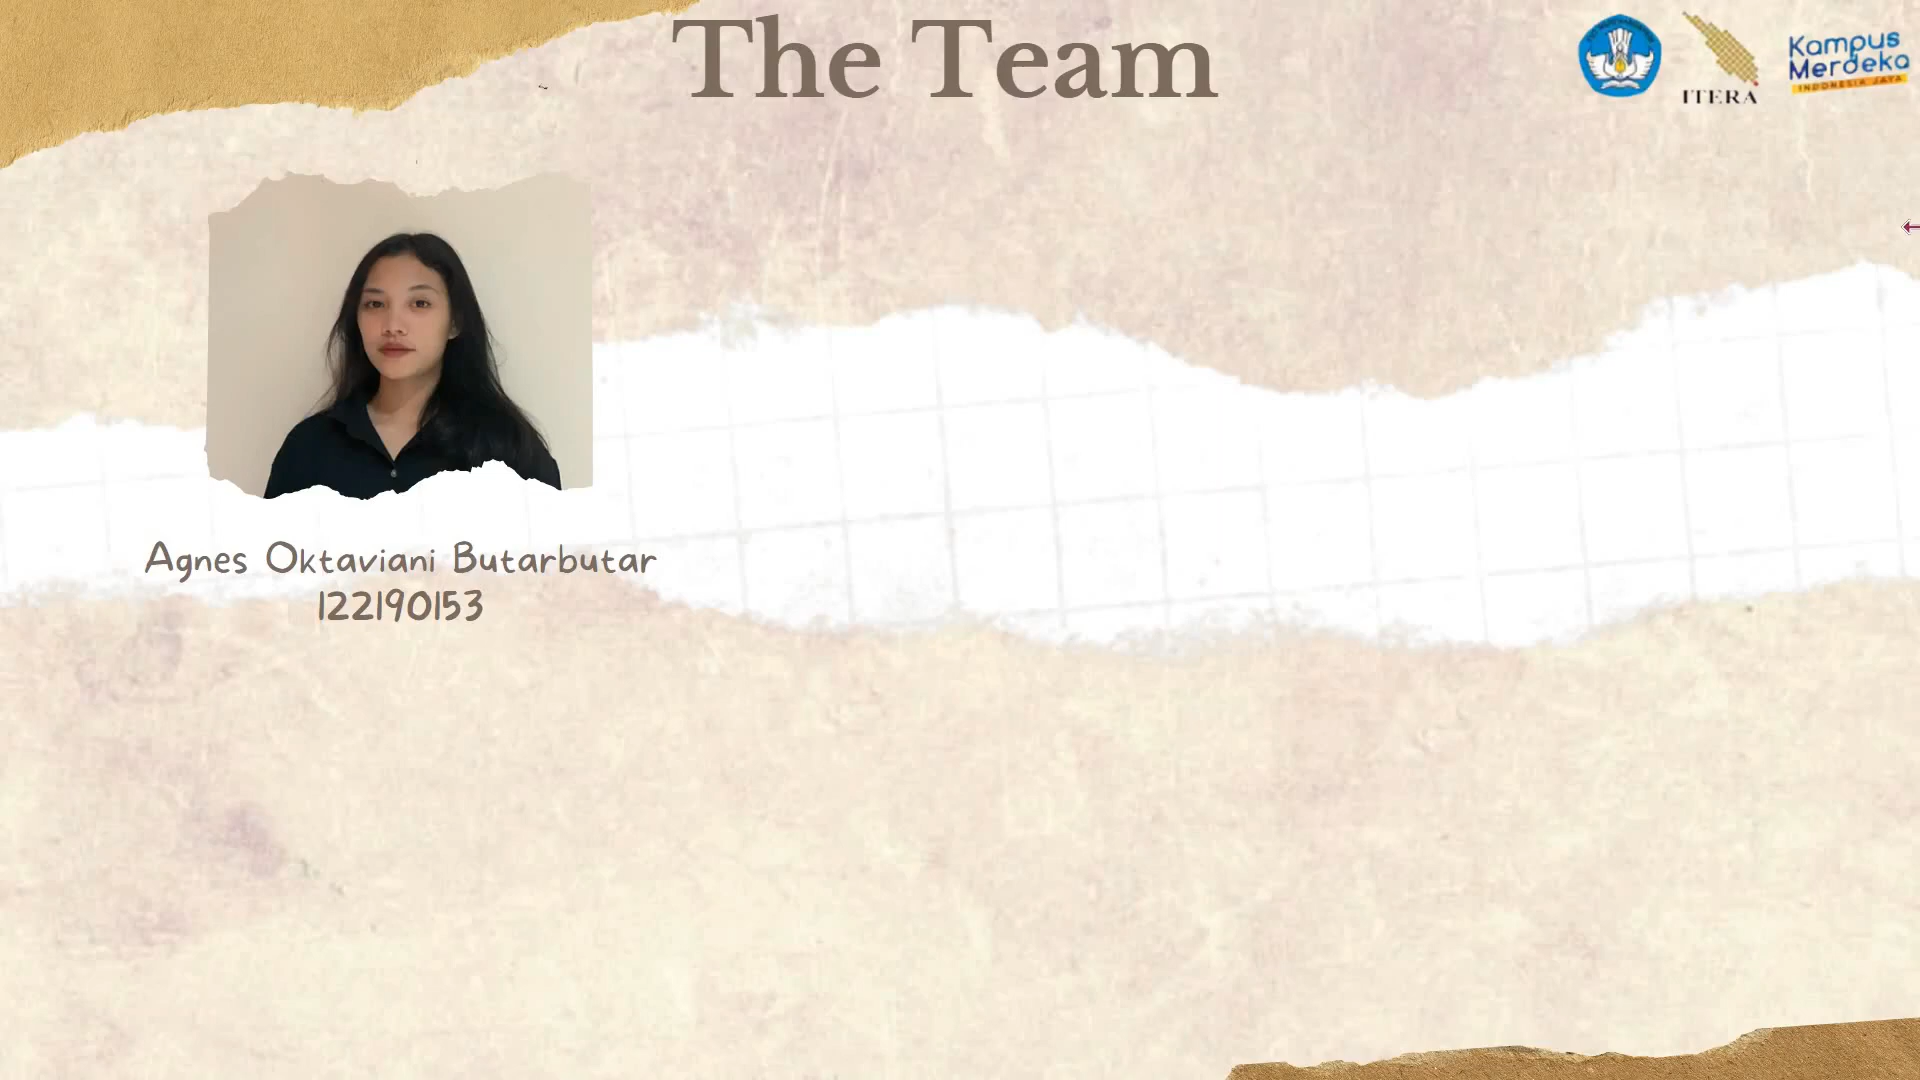 The Team
ITERA
Kampus
Merdeka
INDONESIA JAYA
Agnes Oktaviani Butarbutar
122190153